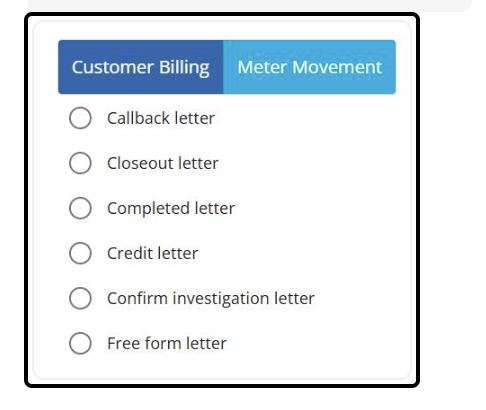 Customer Billing Meter Movement
Callback letter
Closeout letter
Completed letter
Credit letter
Confirm investigation letter
Free form letter